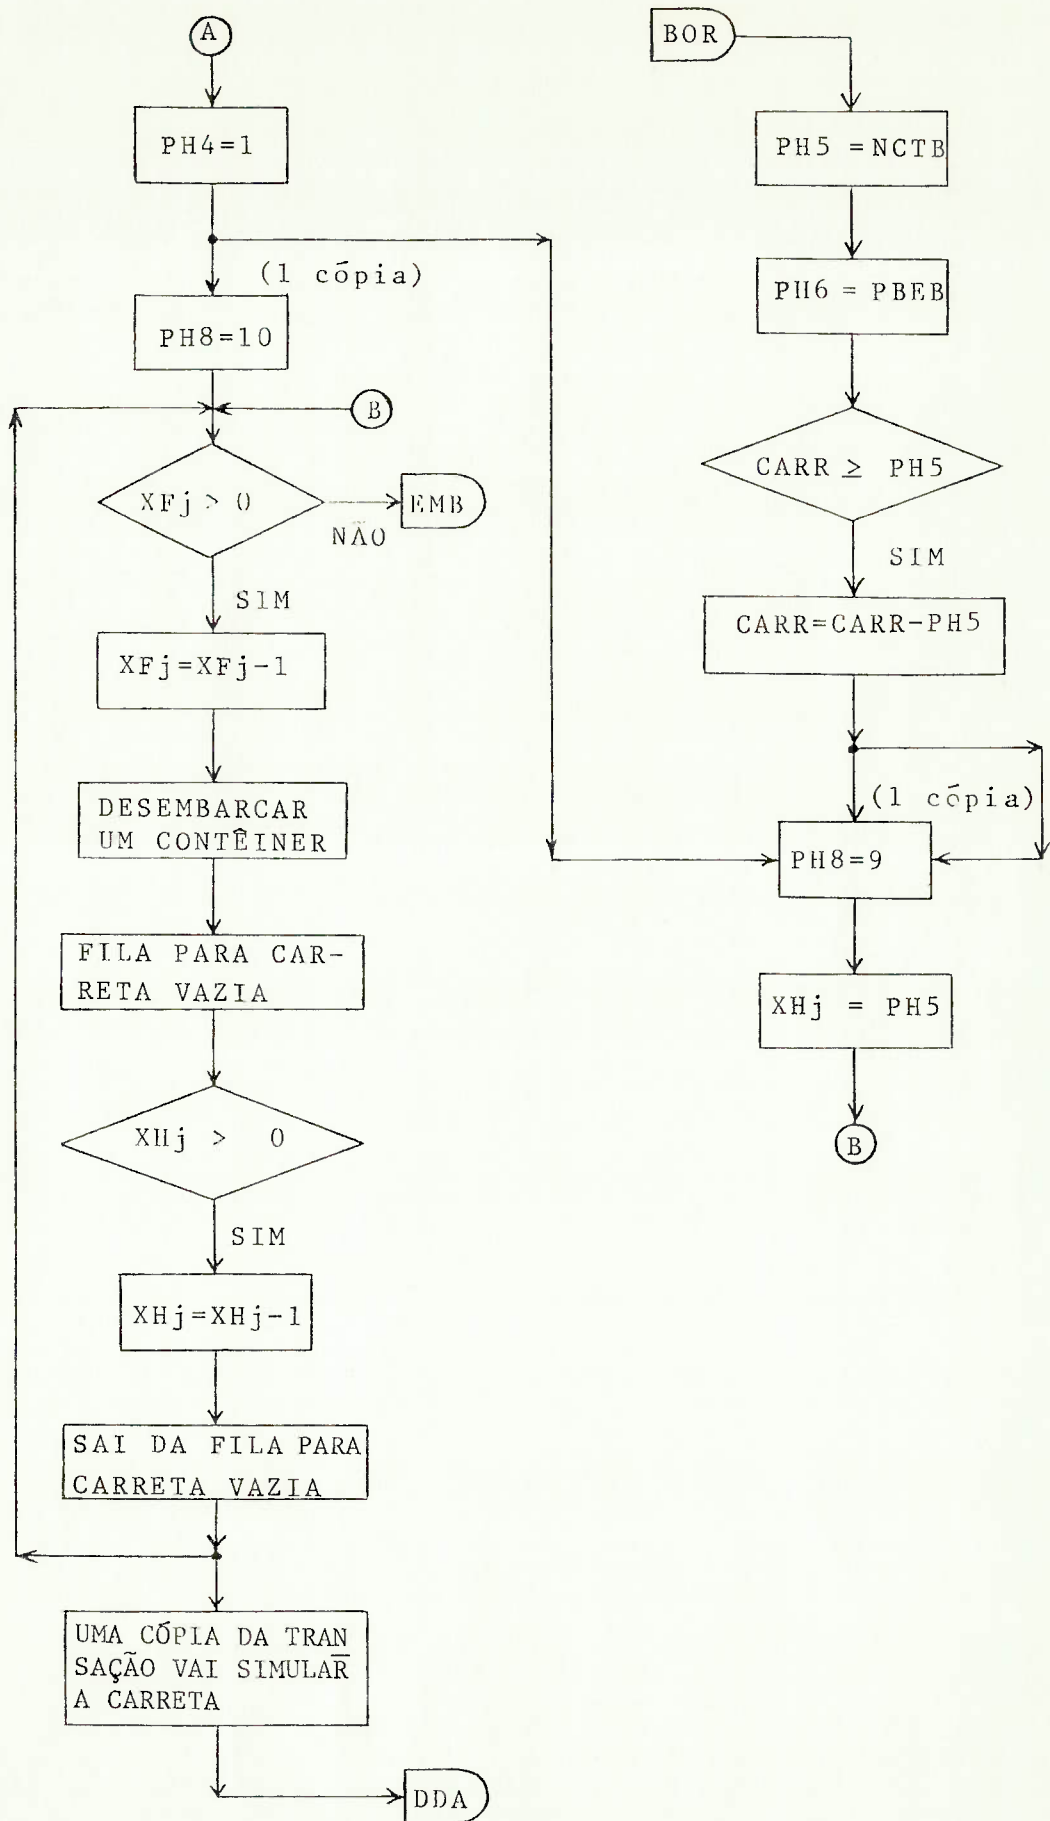 A
PH4=1
(1 cópia)
PH8=10
B
XFj > 0
NÃO
EMB
SIM
XFj=XFj-1
DESEMBARCAR
UM CONTÊINER
FILA PARA CAR-
RETA VAZIA
XHj > 0
SIM
XHj=XHj-1
SAI DA FILA PARA
CARRETA VAZIA
UMA CÓPIA DA TRAN
SAÇÃO VAI SIMULAR
A CARRETA
DDA
BOR
PH5 =NCTB
PH6 = PBEB
CARR ≥ PH5
SIM
CARR=CARR-PH5
(1 cópia)
PH8=9
XHj = PH5
B